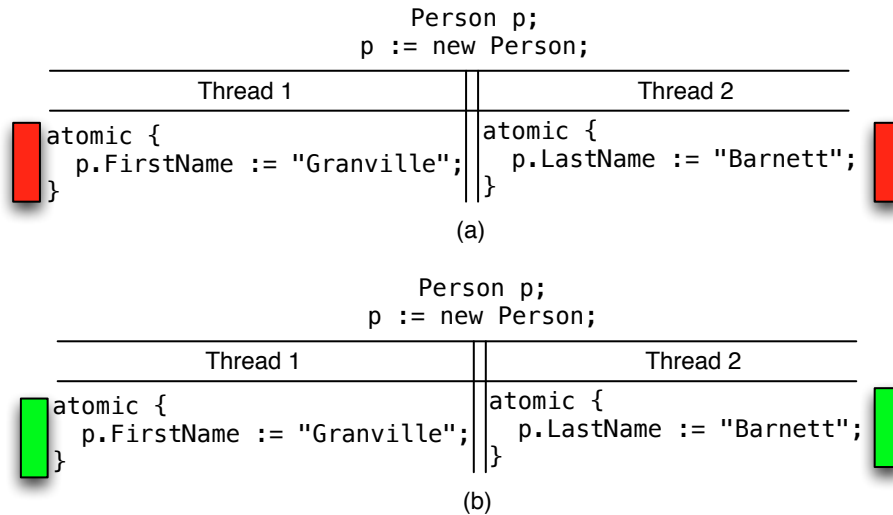 Person p;
p := new Person;
Thread 1 Thread 2
atomic { atomic {
p.FirstName := "Granville"; p.LastName := "Barnett";
} }
(a)
Person p;
p := new Person;
Thread 1 Thread 2
atomic { atomic {
p.FirstName := "Granville"; p.LastName := "Barnett";
} }
(b)